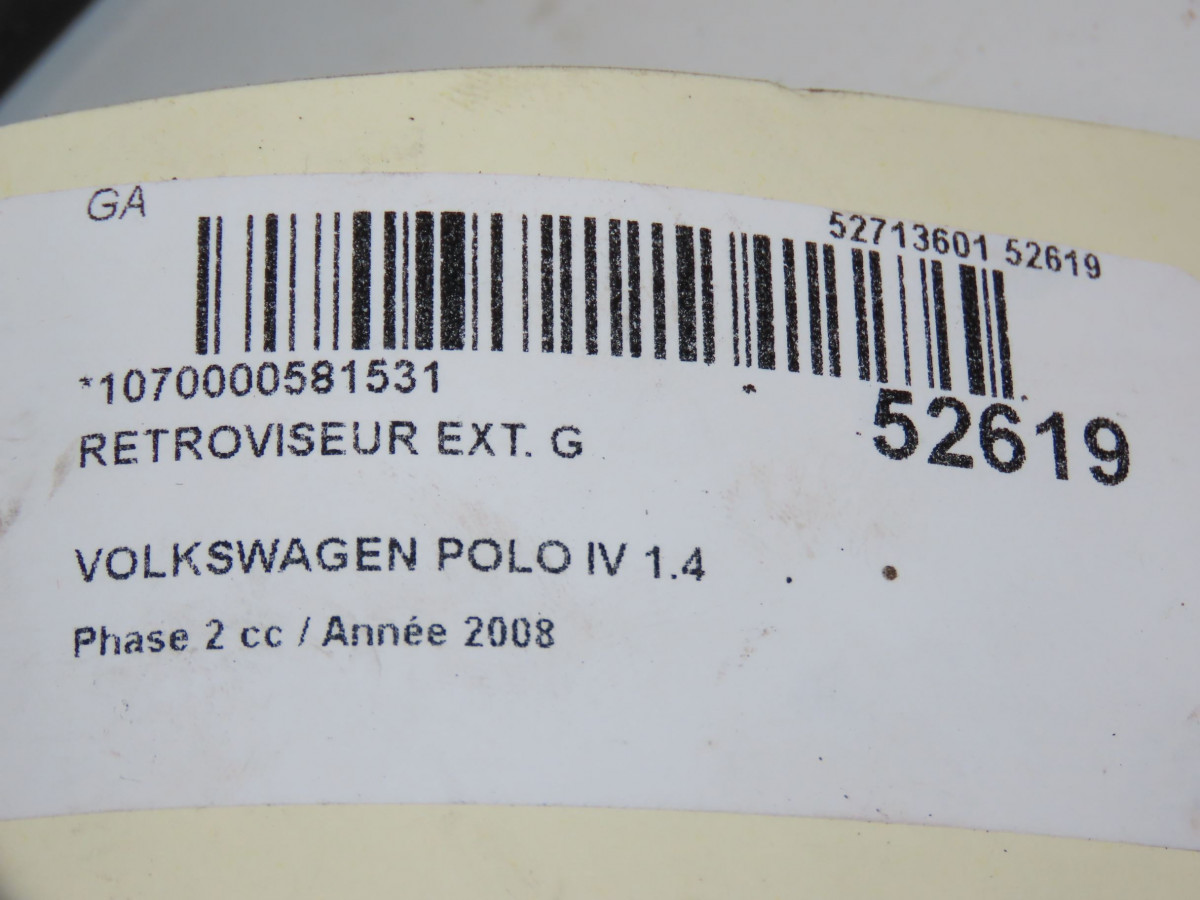 GA
52713601 52619
*1070000581531
52619
RETROVISEUR EXT. G
VOLKSWAGEN POLO IV 1.4
Phase 2 cc / Année 2008